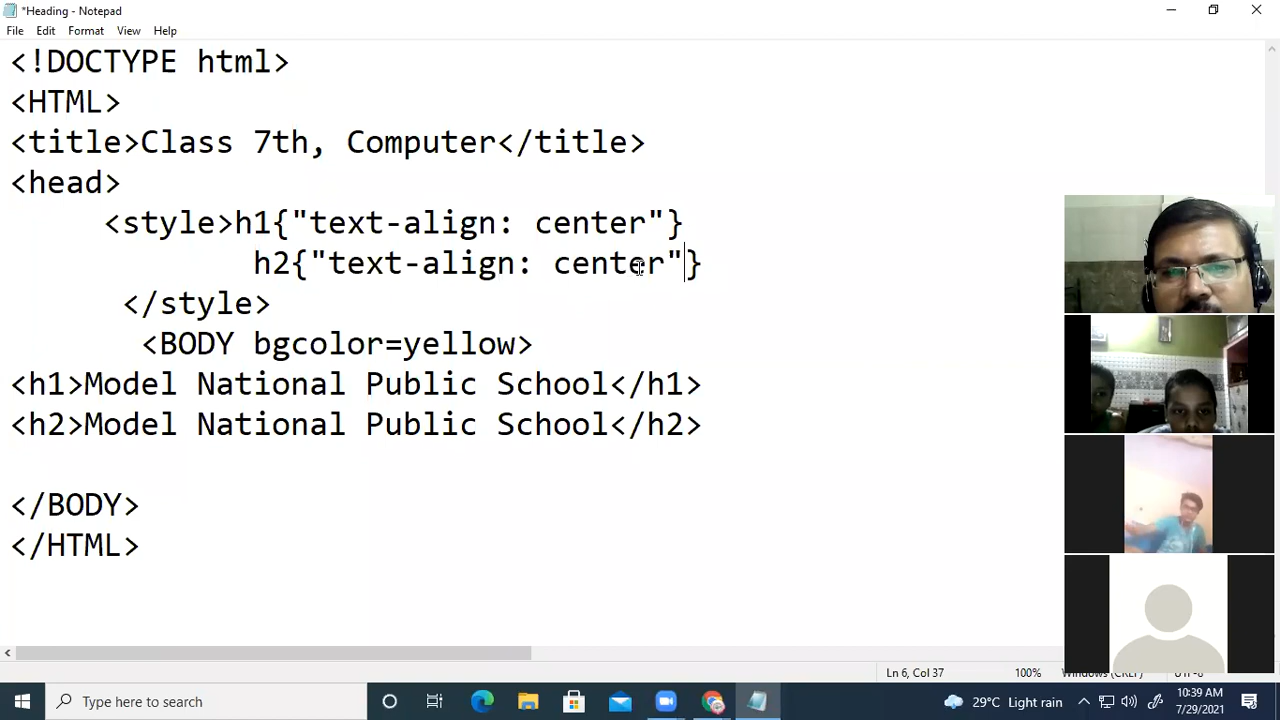 *Heading - Notepad
File Edit Format View Help
<!DOCTYPE html>
<HTML>
<title>Class 7th, Computer</title>
<head>
<style>h1{"text-align: center"}
h2{"text-align: center"}
</style>
<BODY bgcolor=yellow>
<h1>Model National Public School</h1>
<h2>Model National Public School</h2>
</BODY>
</HTML>
Ln 6, Col 37 100%
Type here to search 29°C Light rain 10:39 AM
7/29/2021